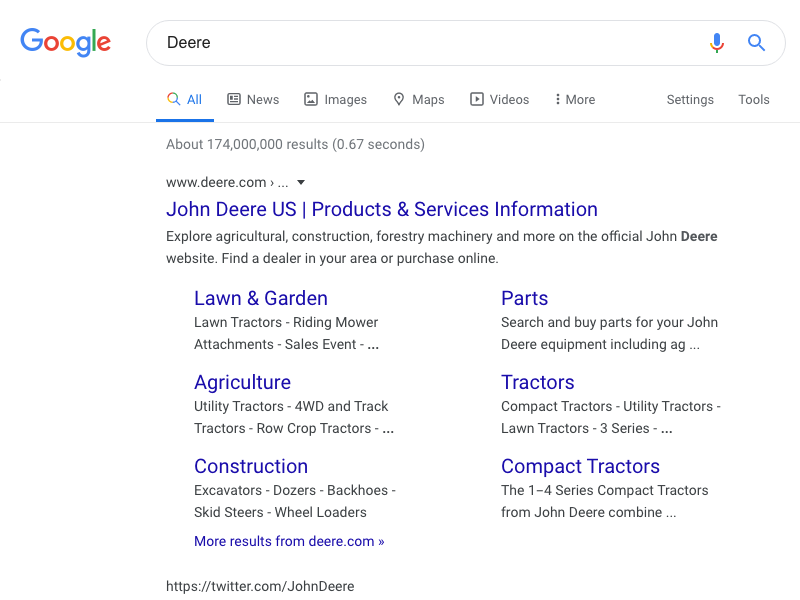 Google
Deere
All
News
Images
Maps
Videos
More
Settings
Tools
About 174,000,000 results (0.67 seconds)
www.deere.com › ...
John Deere US | Products & Services Information
Explore agricultural, construction, forestry machinery and more on the official John Deere
website. Find a dealer in your area or purchase online.
Lawn & Garden
Lawn Tractors - Riding Mower
Attachments - Sales Event - ...
Parts
Search and buy parts for your John
Deere equipment including ag ...
Agriculture
Utility Tractors - 4WD and Track
Tractors - Row Crop Tractors - ...
Tractors
Compact Tractors - Utility Tractors -
Lawn Tractors - 3 Series - ...
Construction
Excavators - Dozers - Backhoes -
Skid Steers - Wheel Loaders
Compact Tractors
The 1–4 Series Compact Tractors
from John Deere combine ...
More results from deere.com »
https://twitter.com/JohnDeere